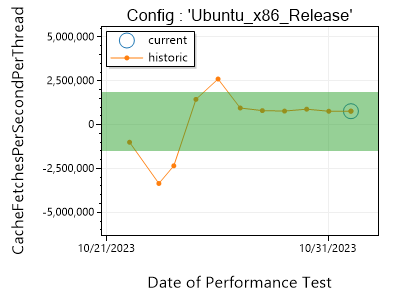 Config : 'Ubuntu_x86_Release'
CacheFetchesPerSecondPerThread
5,000,000
2,500,000
0
-2,500,000
-5,000,000
current
historic
10/21/2023
10/31/2023
Date of Performance Test